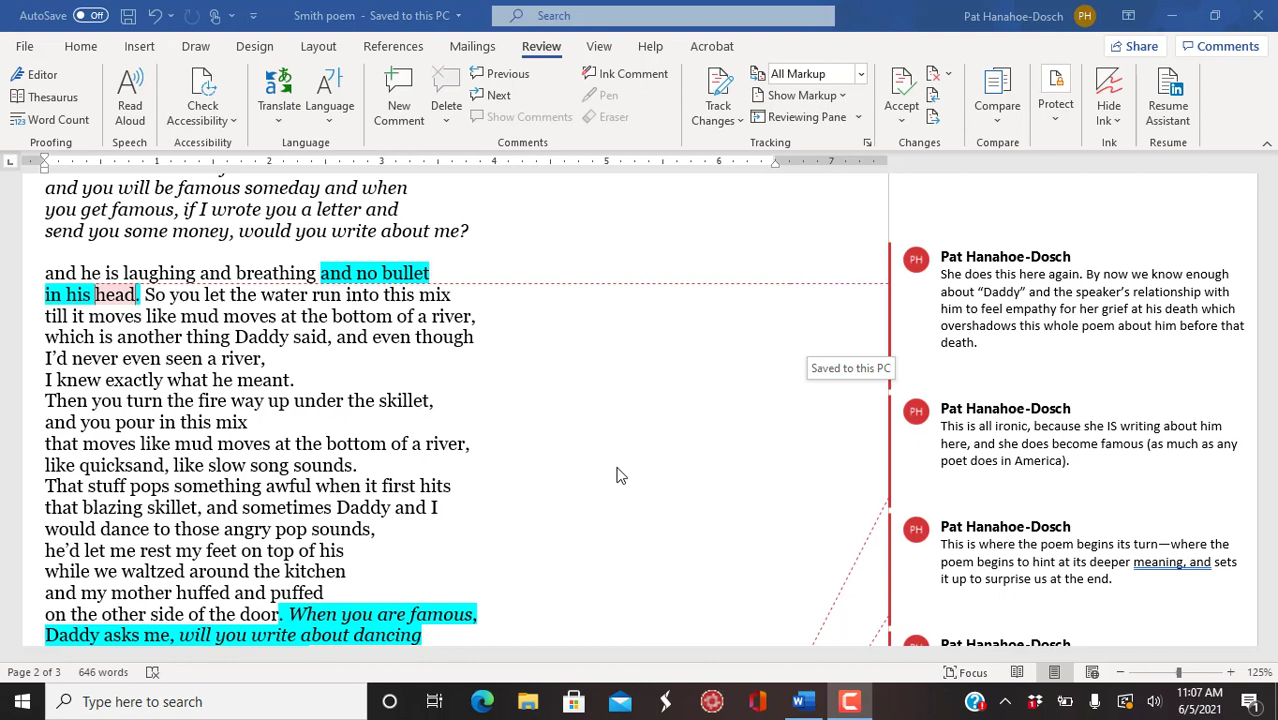 AutoSave Off Smith poem - Saved to this PC Search Pat Hanahoe-Dosch PH
File Home Insert Draw Design Layout References Mailings Review View Help Acrobat Share Comments
Editor
Thesaurus
Word Count
Proofing
Read Aloud
Speech
Check Accessibility
Accessibility
Translate
Language
Language
New Comment
Delete
Previous
Next
Show Comments
Ink Comment
Pen
Eraser
Comments
Track Changes
All Markup
Show Markup
Reviewing Pane
Tracking
Accept
Changes
Compare
Compare
Protect
Hide Ink
Ink
Resume Assistant
Resume
1 2 3 4 5 6 7
and you will be famous someday and when
you get famous, if I wrote you a letter and
send you some money, would you write about me?
and he is laughing and breathing and no bullet
in his head. So you let the water run into this mix
till it moves like mud moves at the bottom of a river,
which is another thing Daddy said, and even though
I’d never even seen a river,
I knew exactly what he meant.
Then you turn the fire way up under the skillet,
and you pour in this mix
that moves like mud moves at the bottom of a river,
like quicksand, like slow song sounds.
That stuff pops something awful when it first hits
that blazing skillet, and sometimes Daddy and I
would dance to those angry pop sounds,
he’d let me rest my feet on top of his
while we waltzed around the kitchen
and my mother huffed and puffed
on the other side of the door. When you are famous,
Daddy asks me, will you write about dancing
Saved to this PC
PH Pat Hanahoe-Dosch
She does this here again. By now we know enough
about “Daddy” and the speaker’s relationship with
him to feel empathy for her grief at his death which
overshadows this whole poem about him before that
death.
PH Pat Hanahoe-Dosch
This is all ironic, because she IS writing about him
here, and she does become famous (as much as any
poet does in America).
PH Pat Hanahoe-Dosch
This is where the poem begins its turn—where the
poem begins to hint at its deeper meaning, and sets
it up to surprise us at the end.
PH Pat Hanahoe-Dosch
Page 2 of 3 646 words Focus 125%
Type here to search
11:07 AM
6/5/2021
1